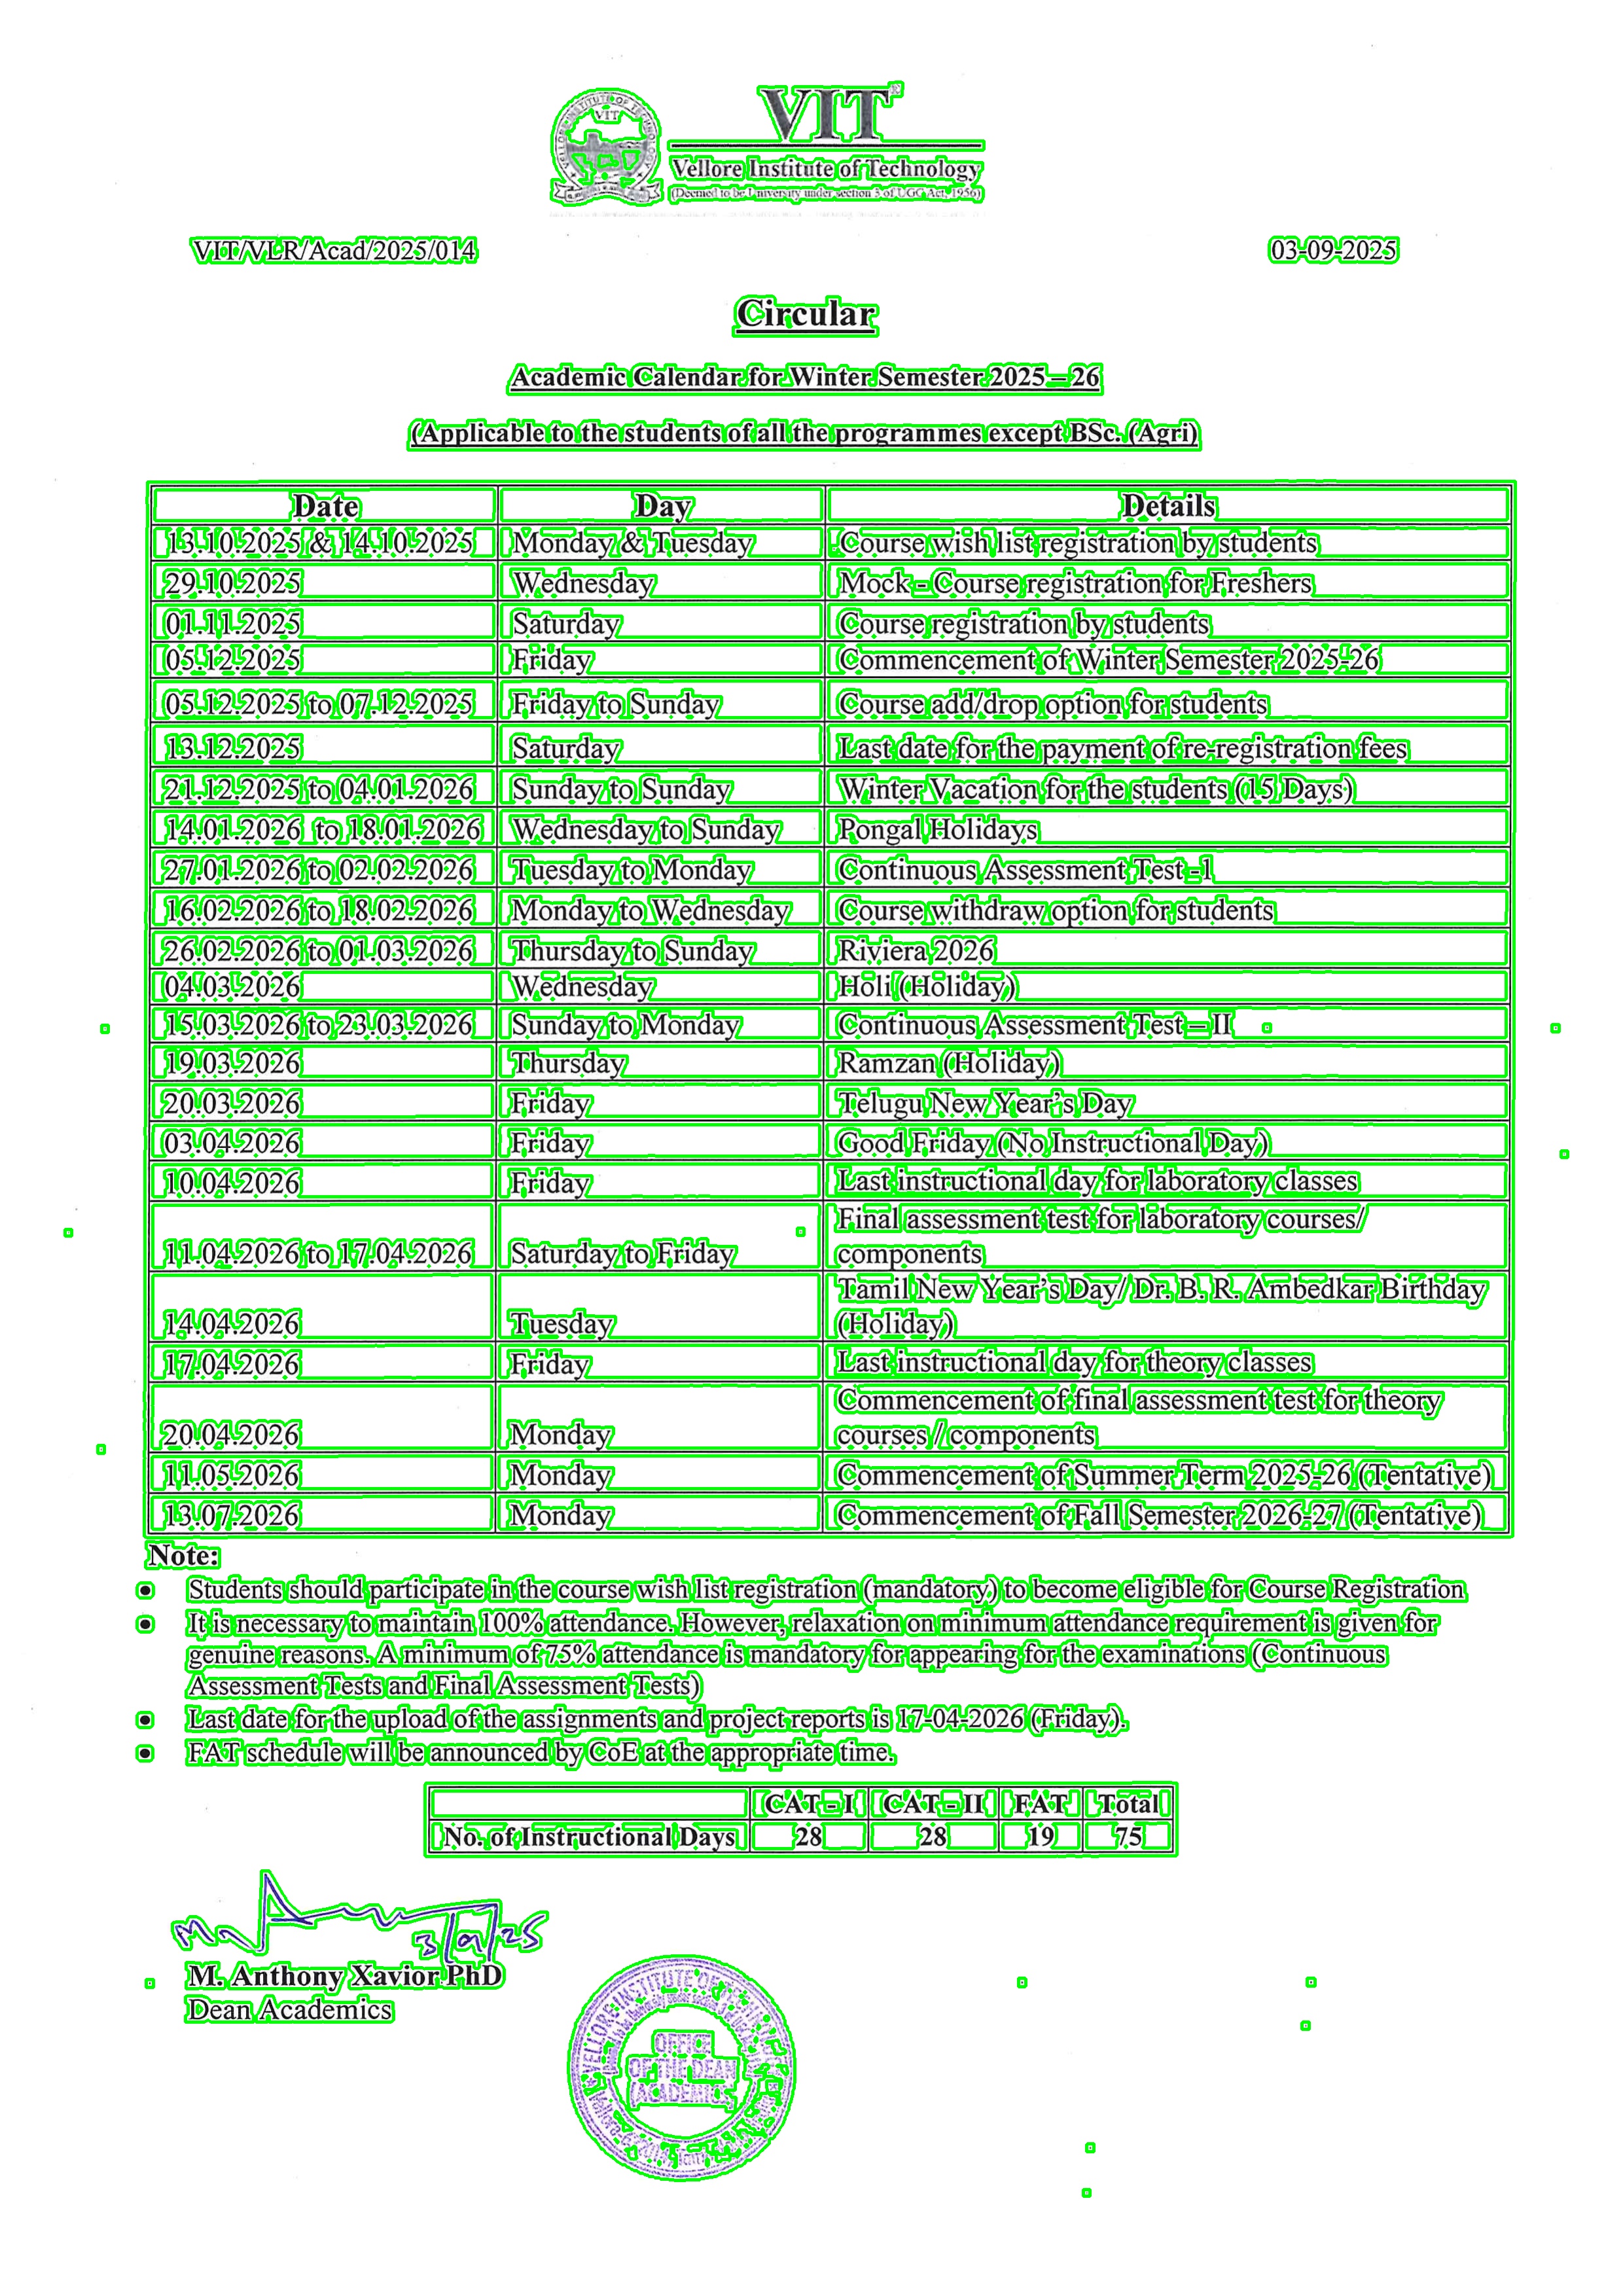 VIT®
VELLORE INSTITUTE OF TECHNOLOGY
VIT
Vellore Institute of Technology
(Deemed to be University under section 3 of UGC Act, 1956)
VIT/VLR/Acad/2025/014 03-09-2025
Circular
Academic Calendar for Winter Semester 2025 – 26
(Applicable to the students of all the programmes except BSc. (Agri)
Date Day Details
13.10.2025 & 14.10.2025 Monday & Tuesday Course wish list registration by students
29.10.2025 Wednesday Mock - Course registration for Freshers
01.11.2025 Saturday Course registration by students
05.12.2025 Friday Commencement of Winter Semester 2025-26
05.12.2025 to 07.12.2025 Friday to Sunday Course add/drop option for students
13.12.2025 Saturday Last date for the payment of re-registration fees
21.12.2025 to 04.01.2026 Sunday to Sunday Winter Vacation for the students (15 Days)
14.01.2026 to 18.01.2026 Wednesday to Sunday Pongal Holidays
27.01.2026 to 02.02.2026 Tuesday to Monday Continuous Assessment Test -I
16.02.2026 to 18.02.2026 Monday to Wednesday Course withdraw option for students
26.02.2026 to 01.03.2026 Thursday to Sunday Riviera 2026
04.03.2026 Wednesday Holi (Holiday)
15.03.2026 to 23.03.2026 Sunday to Monday Continuous Assessment Test – II
19.03.2026 Thursday Ramzan (Holiday)
20.03.2026 Friday Telugu New Year's Day
03.04.2026 Friday Good Friday (No Instructional Day)
10.04.2026 Friday Last instructional day for laboratory classes
11.04.2026 to 17.04.2026 Saturday to Friday Final assessment test for laboratory courses/
components
14.04.2026 Tuesday Tamil New Year's Day/ Dr. B. R. Ambedkar Birthday
(Holiday)
17.04.2026 Friday Last instructional day for theory classes
20.04.2026 Monday Commencement of final assessment test for theory
courses / components
11.05.2026 Monday Commencement of Summer Term 2025-26 (Tentative)
13.07.2026 Monday Commencement of Fall Semester 2026-27 (Tentative)
Note:
• Students should participate in the course wish list registration (mandatory) to become eligible for Course Registration
• It is necessary to maintain 100% attendance. However, relaxation on minimum attendance requirement is given for
genuine reasons. A minimum of 75% attendance is mandatory for appearing for the examinations (Continuous
Assessment Tests and Final Assessment Tests)
• Last date for the upload of the assignments and project reports is 17-04-2026 (Friday).
• FAT schedule will be announced by CoE at the appropriate time.
CAT - I CAT - II FAT Total
No. of Instructional Days 28 28 19 75
3/9/25
M. Anthony Xavior PhD
Dean Academics
VELLORE INSTITUTE OF
OFFICE
OF THE DEAN
(ACADEMICS)